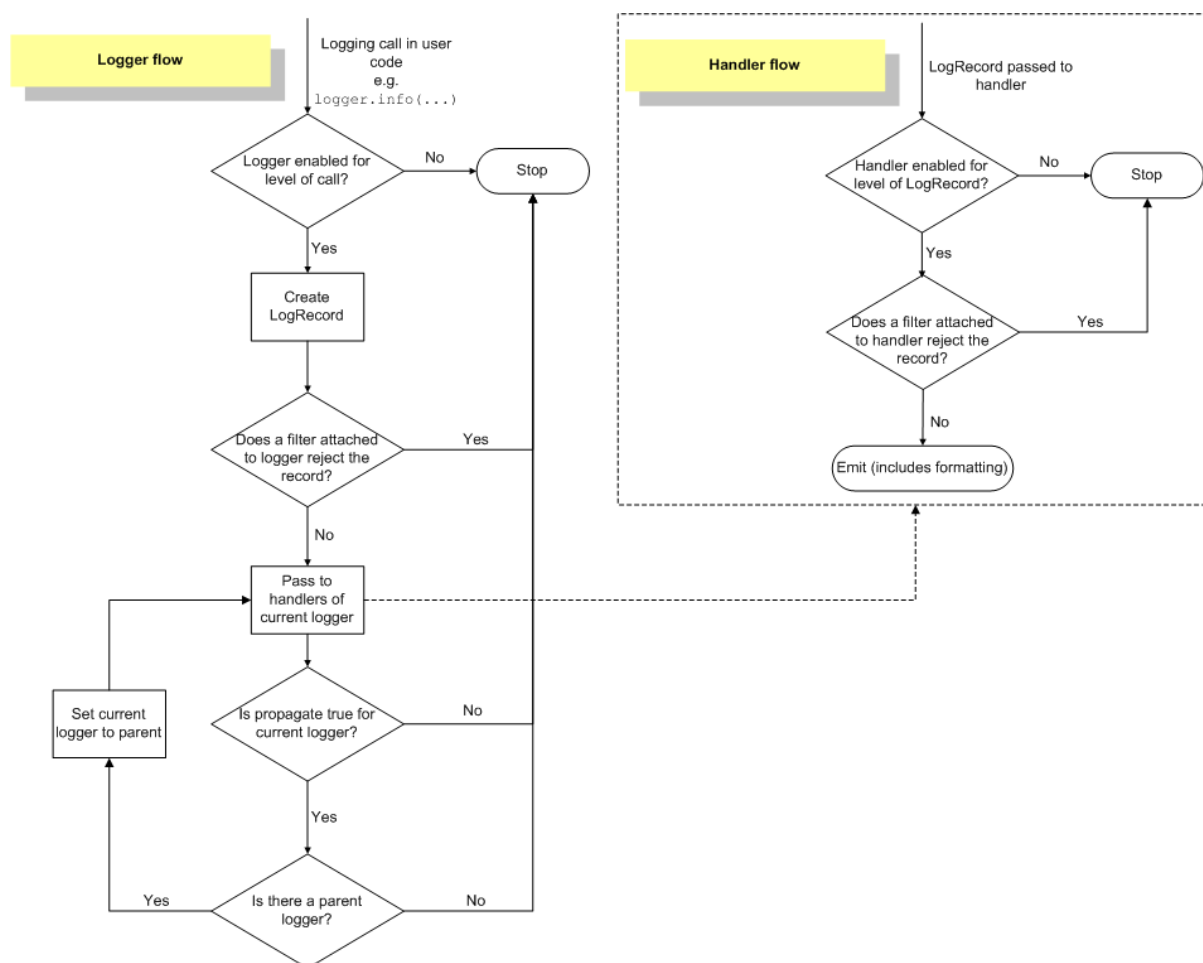 Logger flow
Logging call in user
code
e.g.
logger.info(...)
Logger enabled for
level of call?
No
Stop
Yes
Create
LogRecord
Does a filter attached
to logger reject the
record?
Yes
No
Pass to
handlers of
current logger
Set current
logger to parent
Is propagate true for
current logger?
No
Yes
Is there a parent
logger?
Yes
No
Handler flow
LogRecord passed to
handler
Handler enabled for
level of LogRecord?
No
Stop
Yes
Does a filter attached
to handler reject the
record?
Yes
No
Emit (includes formatting)